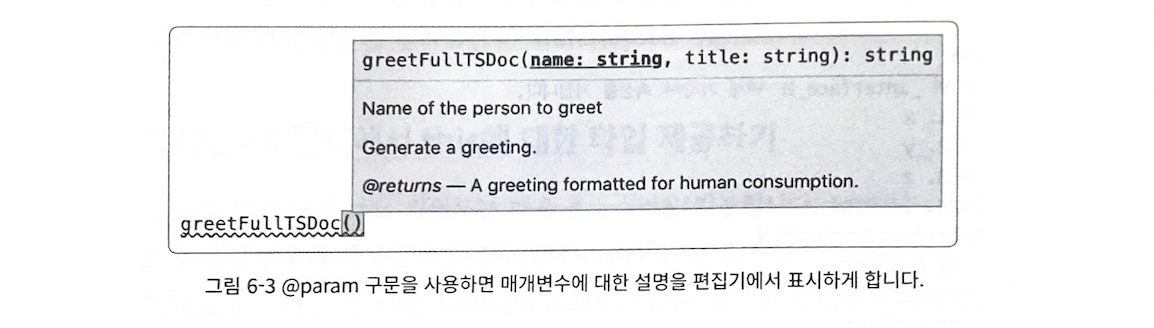 greetFullTSDoc(name: string, title: string): string
Name of the person to greet
Generate a greeting.
@returns — A greeting formatted for human consumption.
greetFullTSDoc()
그림 6-3 @param 구문을 사용하면 매개변수에 대한 설명을 편집기에서 표시하게 합니다.